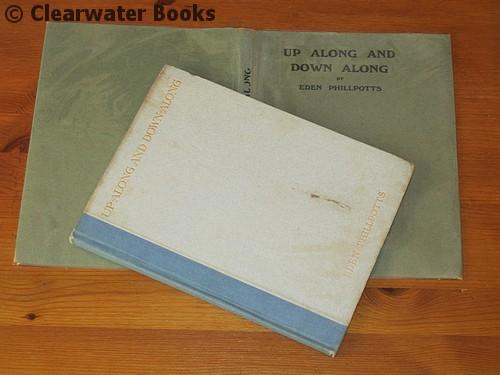 © Clearwater Books
UP ALONG AND
DOWN ALONG
BY
EDEN PHILLPOTTS
UP·ALONG AND DOWN·ALONG
EDEN·PHILLPOTTS